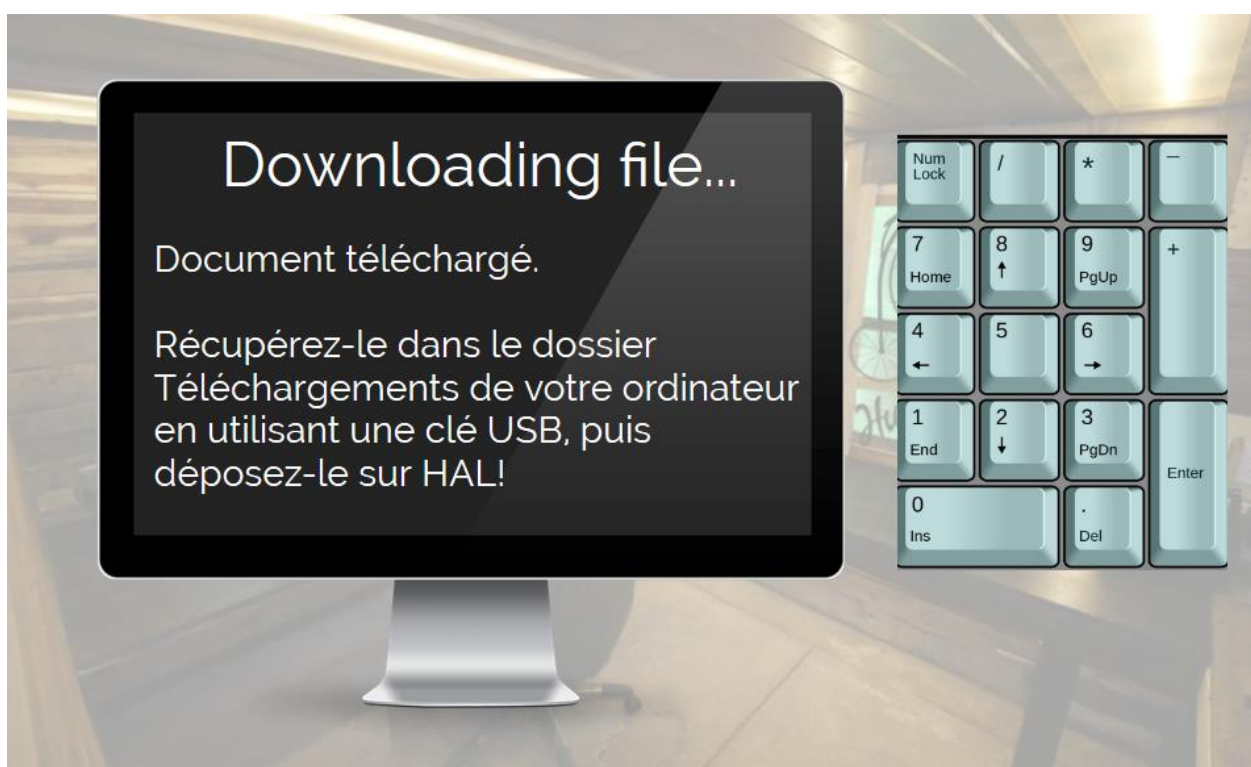 Downloading file...
Document téléchargé.
Récupérez-le dans le dossier
Téléchargements de votre ordinateur
en utilisant une clé USB, puis
déposez-le sur HAL!
Num
Lock
/
*
–
7
Home
8
↑
9
PgUp
+
4
←
5
6
→
1
End
2
↓
3
PgDn
Enter
0
Ins
.
Del